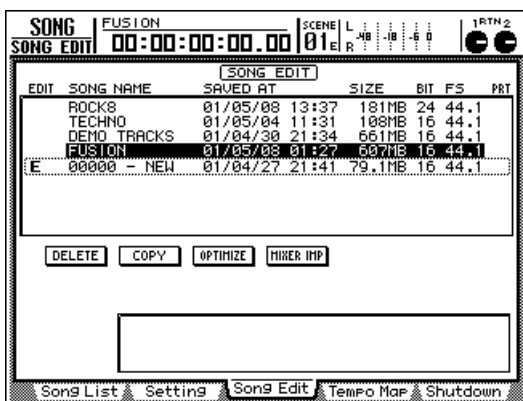 SONG FUSION SCENE L 1RTN2
SONG EDIT 00:00:00:00.00 01E R -48 -18 -6 0
SONG EDIT
EDIT SONG NAME SAVED AT SIZE BIT FS PRT
ROCK8 01/05/08 13:37 181MB 24 44.1
TECHNO 01/05/04 11:31 108MB 16 44.1
DEMO TRACKS 01/04/30 21:34 661MB 16 44.1
FUSION 01/05/08 01:27 607MB 16 44.1
E 00000 - NEW 01/04/27 21:41 79.1MB 16 44.1
DELETE COPY OPTIMIZE MIXER IMP
Song List Setting Song Edit Tempo Map Shutdown